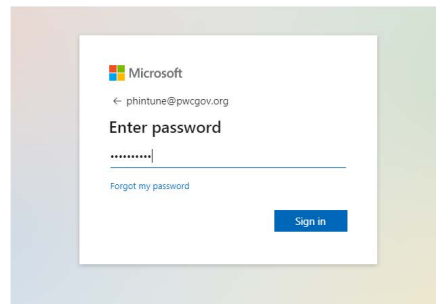 Microsoft
← phintune@pwcgov.org
Enter password
••••••••••
Forgot my password
Sign in